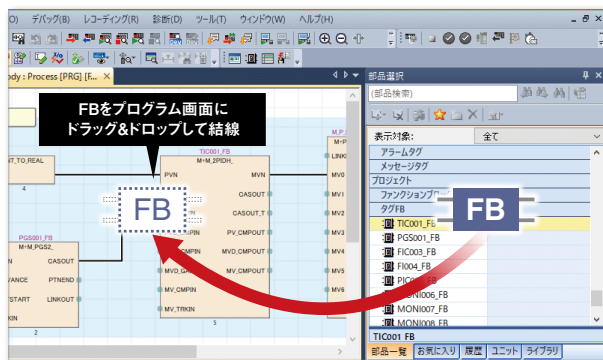 O) デバッグ(B) レコーディング(R) 診断(D) ツール(T) ウィンドウ(W) ヘルプ(H)
ody : Process [PRG] [F...
FBをプログラム画面に
ドラッグ&ドロップして結線
NT_TO_REAL
4
TIC001_FB
M+M_2PIDH_
PVN
MVN
CASOUT
CASOUT_T
PV_CMPOUT
MVD_CMPOUT
MV_CMPOUT
MV_CMPIN
MV_TRKIN
5
FB
PGS001_FB
M+M_PGS2_
CASOUT
VANCE
PTNEND
TSTART
LINKOUT
KIN
2
M+P
LINKI
MV0
MV1
MV2
MV3
MV4
MV5
MV6
部品選択
(部品検索)
表示対象:
全て
アラームタグ
メッセージタグ
プロジェクト
ファンクションブロ
タグFB
TIC001_FB
PGS001_FB
FIC003_FB
FI004_FB
MONI006_FB
MONI007_FB
MONI008_FB
FB
TIC001_FB
部品一覧 お気に入り 履歴 ユニット ライブラリ